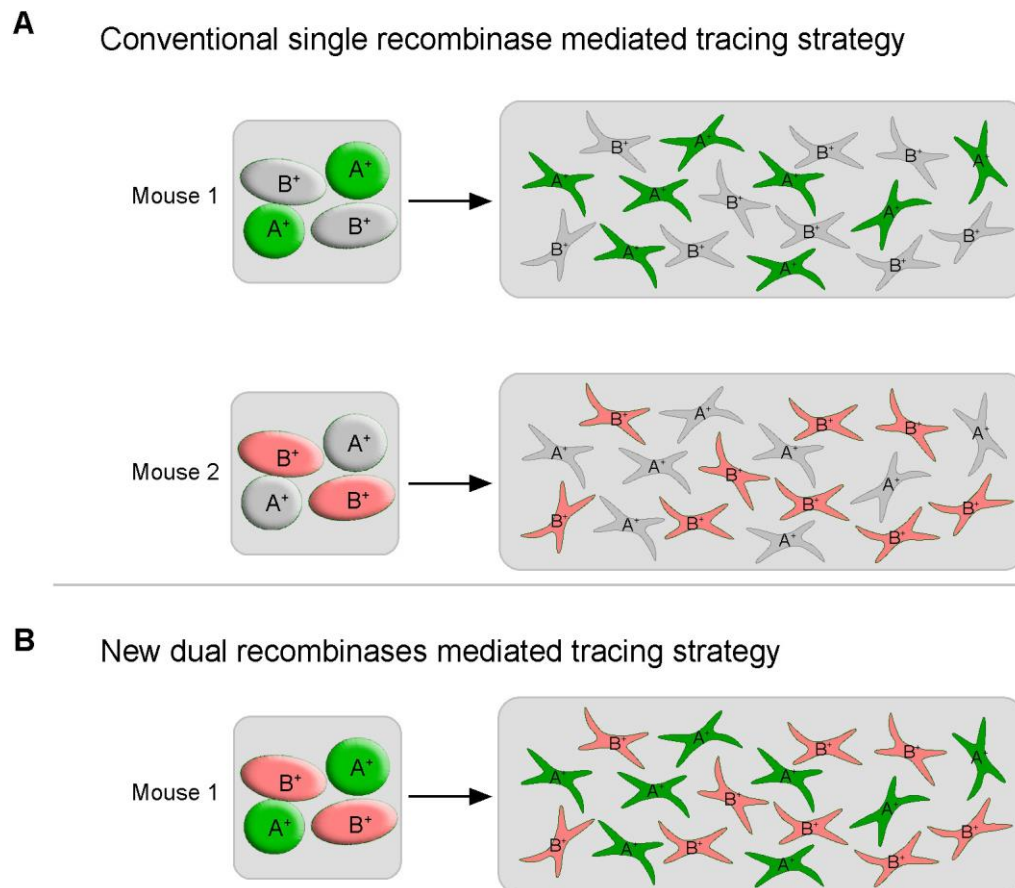 A
Conventional single recombinase mediated tracing strategy
Mouse 1
B⁺ A⁺
A⁺ B⁺
B⁺ A⁺ B⁺ B⁺ A⁺
A⁺ A⁺ B⁺ A⁺ A⁺
B⁺ A⁺ B⁺ B⁺ B⁺
A⁺ B⁺
Mouse 2
B⁺ A⁺
A⁺ B⁺
B⁺ A⁺ B⁺ B⁺ A⁺
A⁺ A⁺ B⁺ A⁺ A⁺
B⁺ A⁺ B⁺ B⁺ B⁺
A⁺ B⁺
B
New dual recombinases mediated tracing strategy
Mouse 1
B⁺ A⁺
A⁺ B⁺
B⁺ A⁺ B⁺ B⁺ A⁺
A⁺ A⁺ B⁺ A⁺ A⁺
B⁺ A⁺ B⁺ B⁺ B⁺
A⁺ B⁺